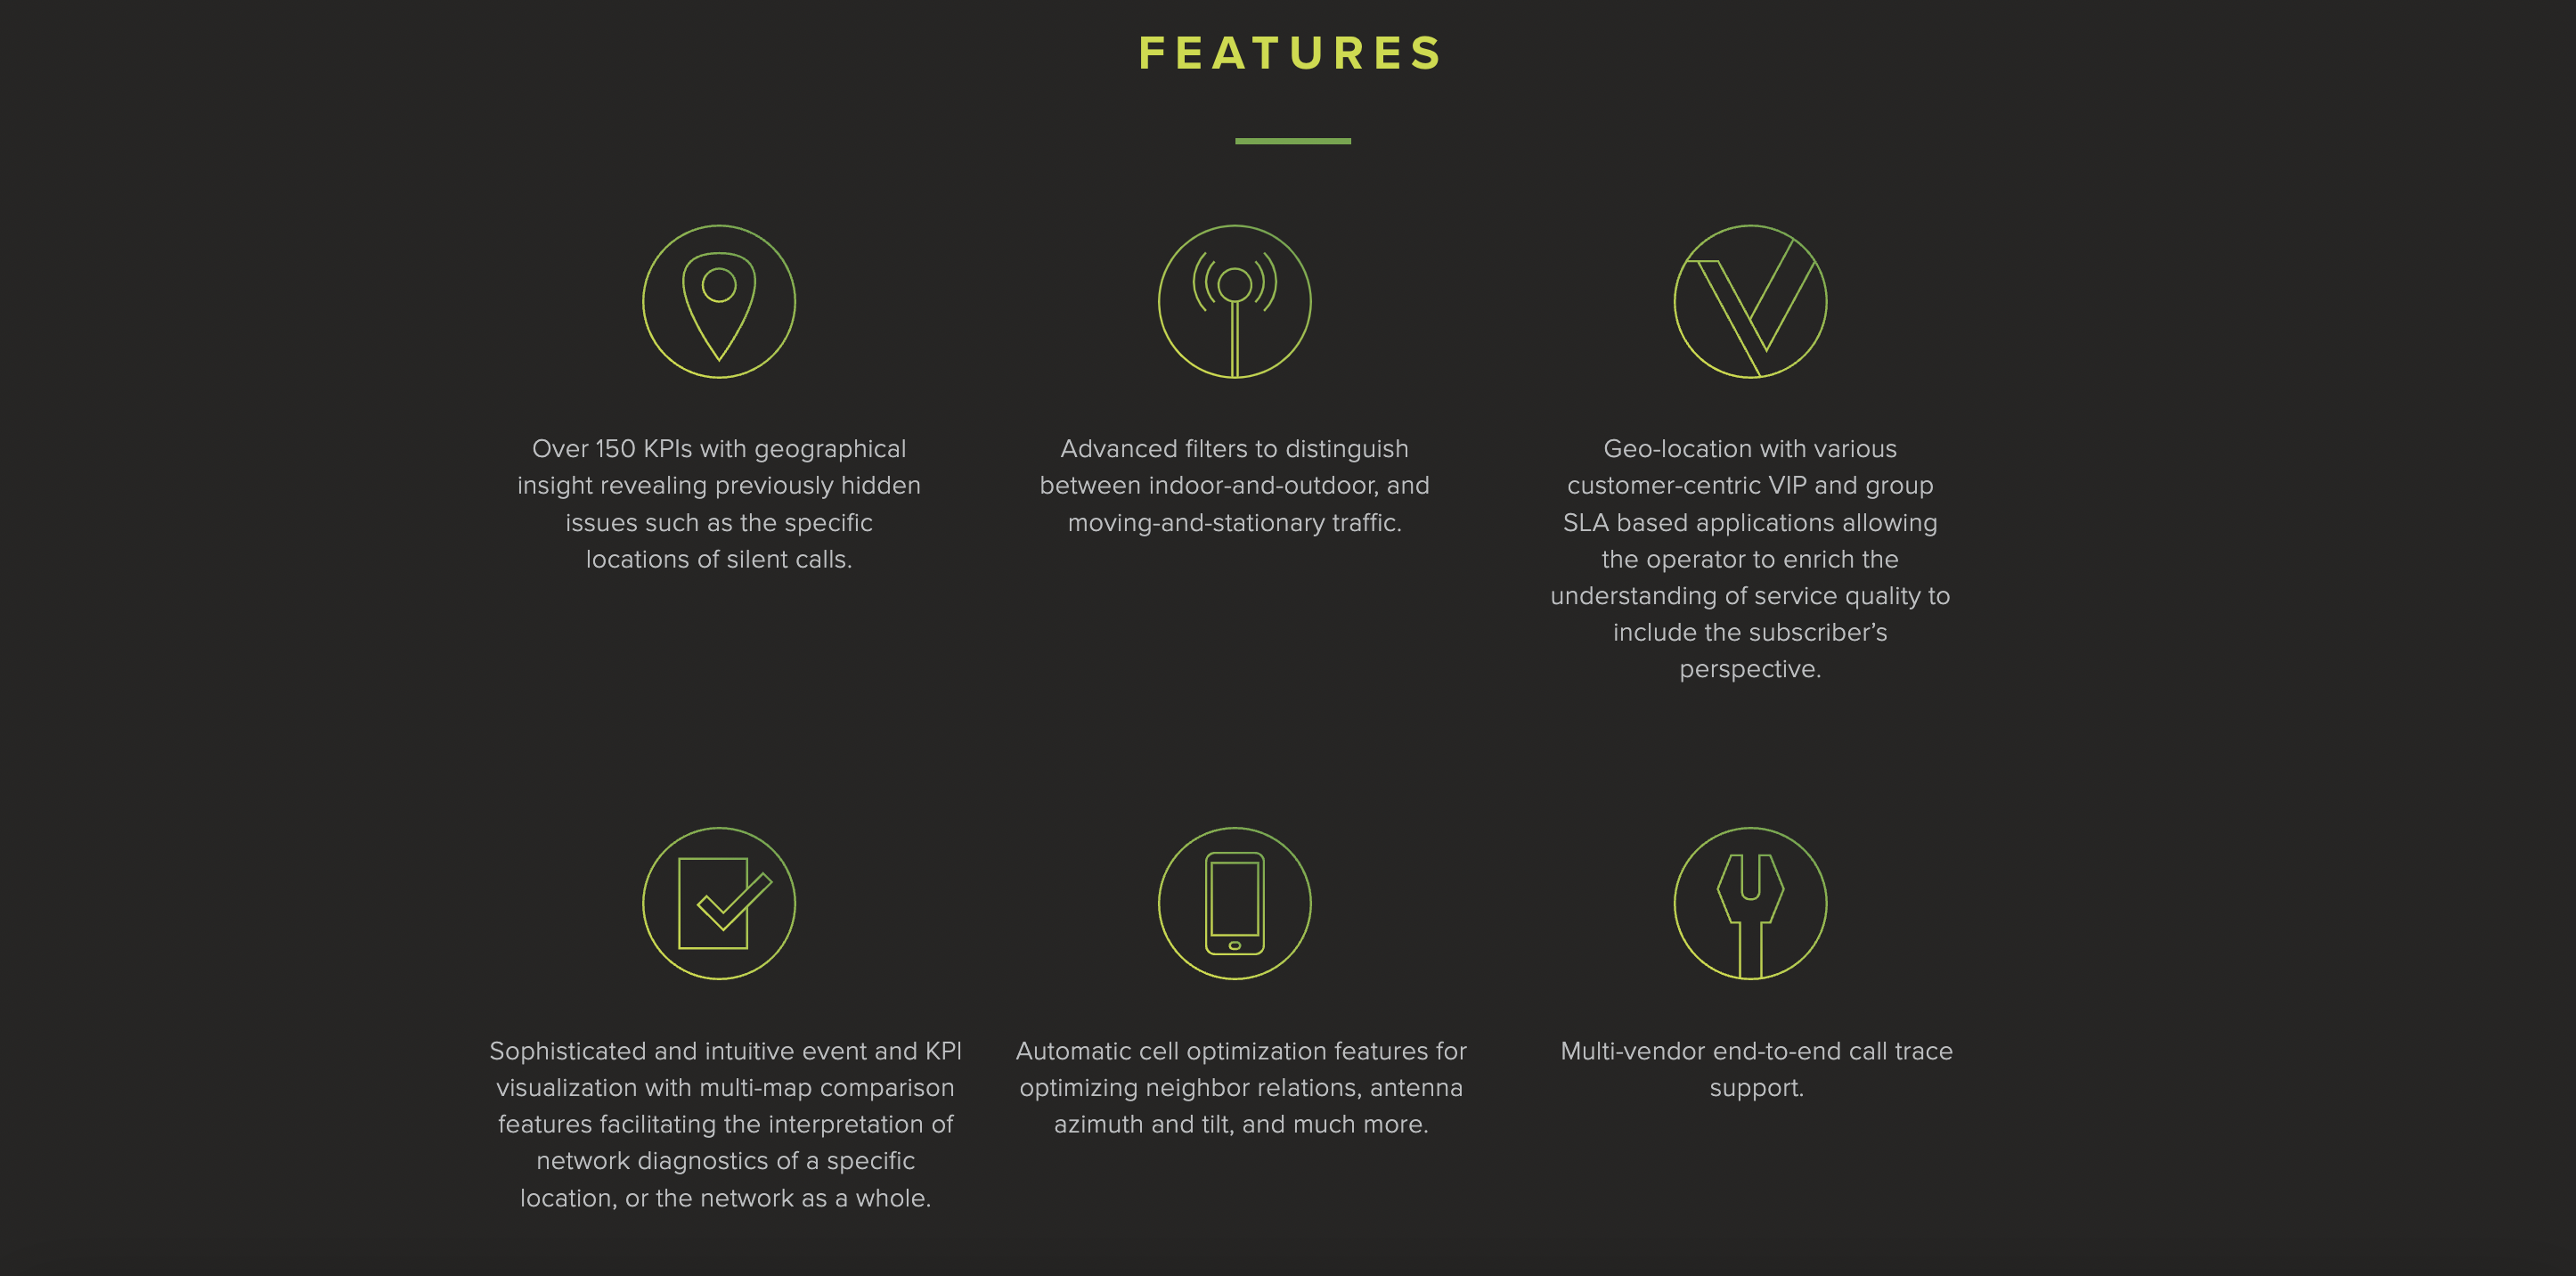 FEATURES
Over 150 KPIs with geographical
insight revealing previously hidden
issues such as the specific
locations of silent calls.
Advanced filters to distinguish
between indoor-and-outdoor, and
moving-and-stationary traffic.
Geo-location with various
customer-centric VIP and group
SLA based applications allowing
the operator to enrich the
understanding of service quality to
include the subscriber’s
perspective.
Sophisticated and intuitive event and KPI
visualization with multi-map comparison
features facilitating the interpretation of
network diagnostics of a specific
location, or the network as a whole.
Automatic cell optimization features for
optimizing neighbor relations, antenna
azimuth and tilt, and much more.
Multi-vendor end-to-end call trace
support.